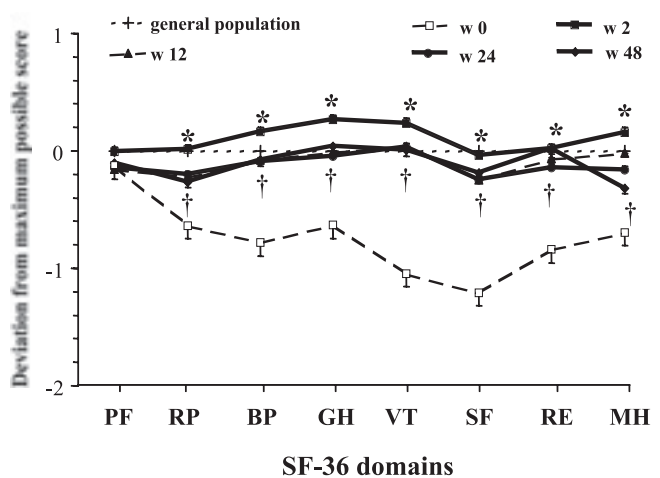 general population
w 0
w 2
w 12
w 24
w 48
Deviation from maximum possible score
1
0
-1
-2
* * * * * * *
† † † † † † †
PF RP BP GH VT SF RE MH
SF-36 domains